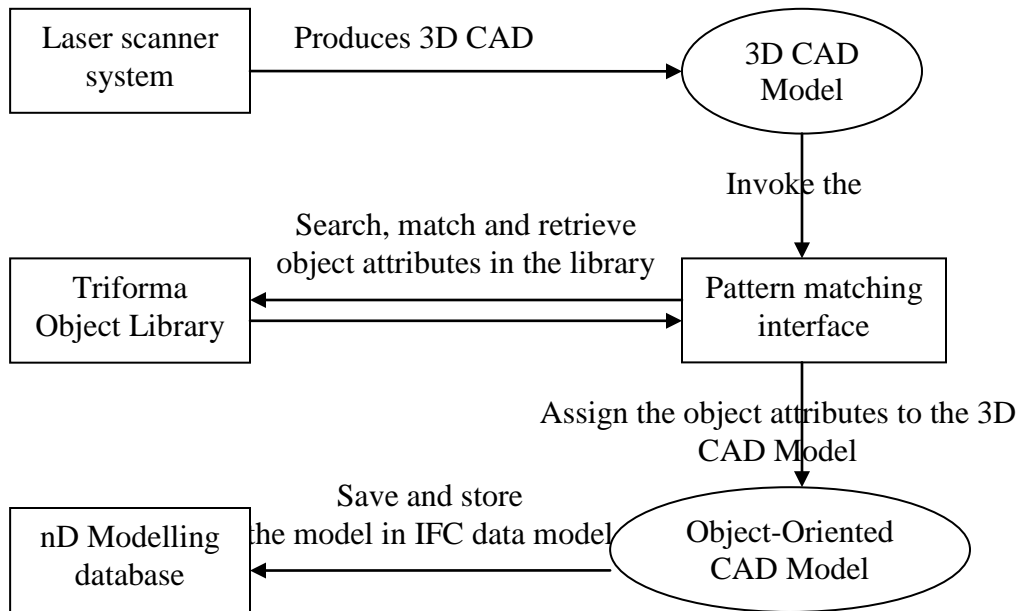 Laser scanner
system
Produces 3D CAD
3D CAD
Model
Invoke the
Search, match and retrieve
object attributes in the library
Triforma
Object Library
Pattern matching
interface
Assign the object attributes to the 3D
CAD Model
Save and store
the model in IFC data model
nD Modelling
database
Object-Oriented
CAD Model